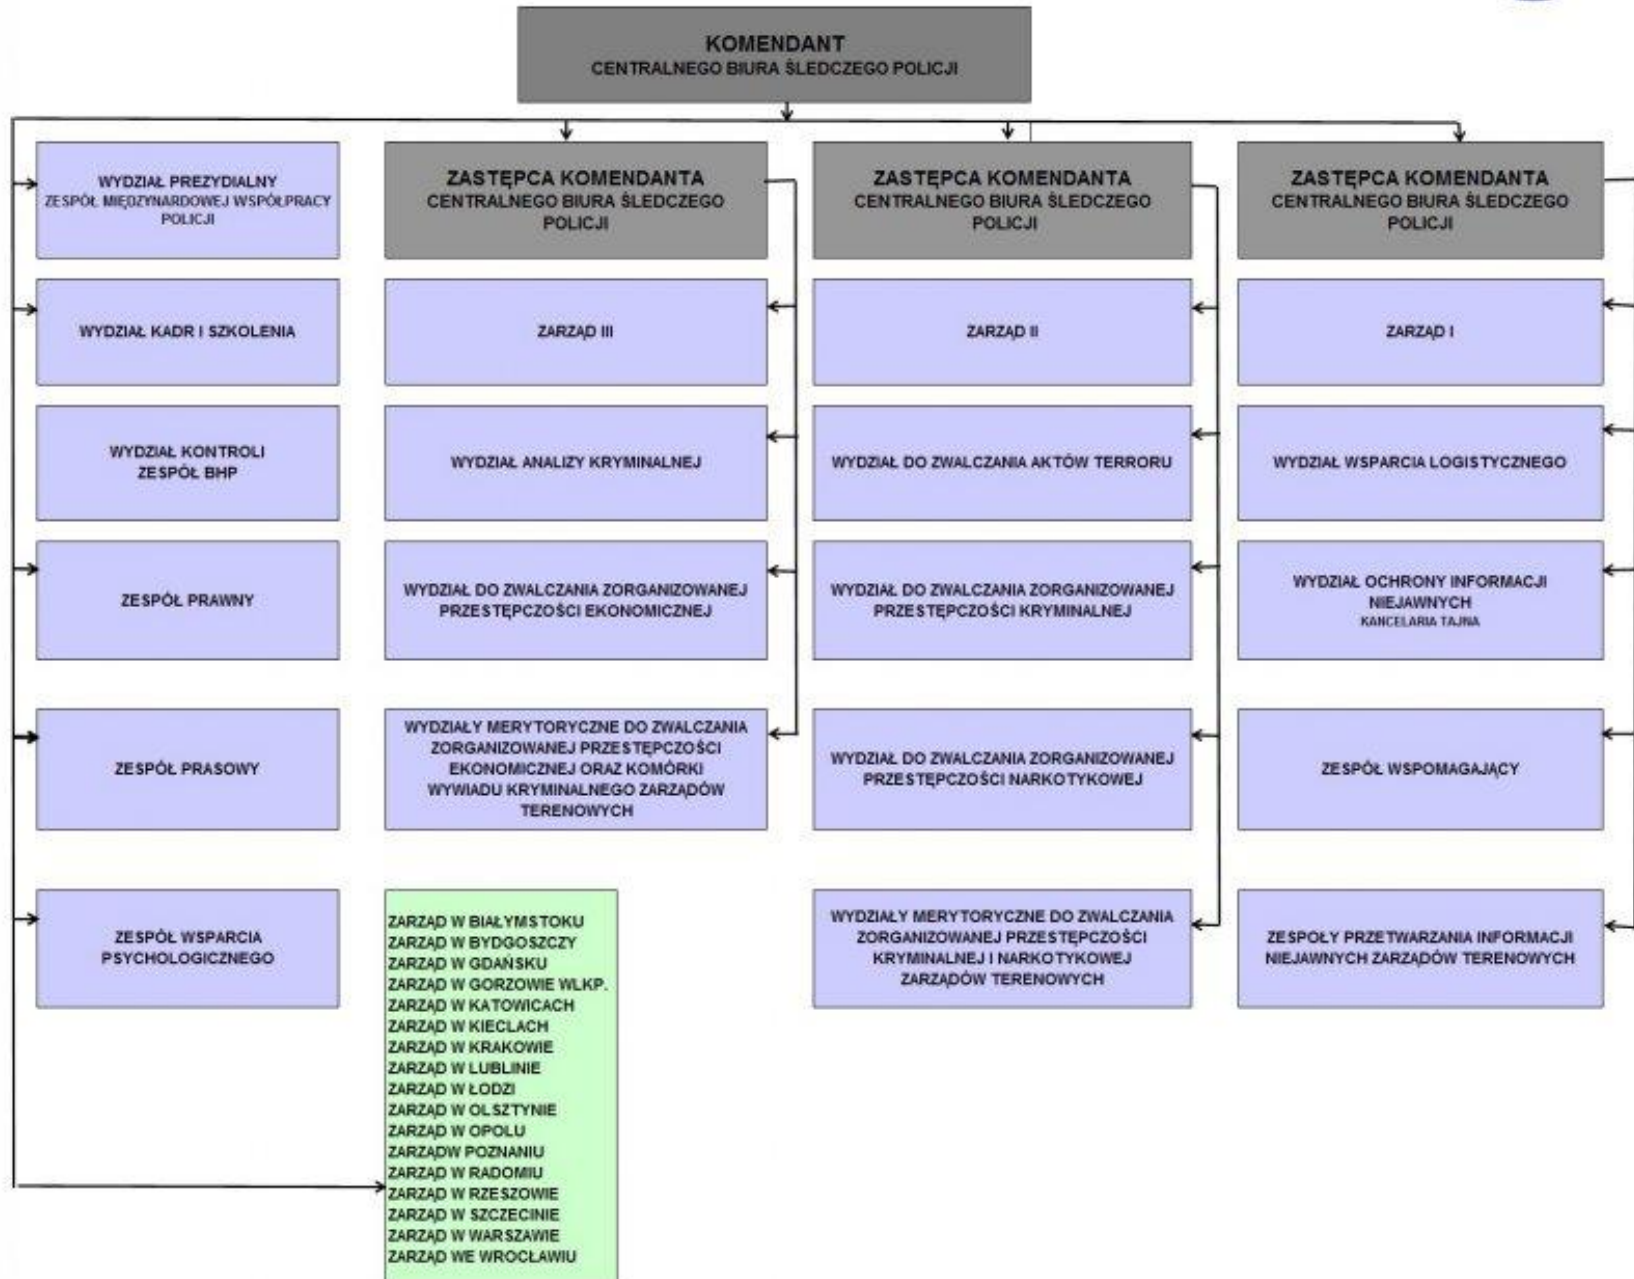 KOMENDANT
CENTRALNEGO BIURA ŚLEDCZEGO POLICJI
WYDZIAŁ PREZYDIALNY
ZESPÓŁ MIĘDZYNARDOWEJ WSPÓŁPRACY
POLICJI
WYDZIAŁ KADR I SZKOLENIA
WYDZIAŁ KONTROLI
ZESPÓŁ BHP
ZESPÓŁ PRAWNY
ZESPÓŁ PRASOWY
ZESPÓŁ WSPARCIA
PSYCHOLOGICZNEGO
ZASTĘPCA KOMENDANTA
CENTRALNEGO BIURA ŚLEDCZEGO
POLICJI
ZARZĄD III
WYDZIAŁ ANALIZY KRYMINALNEJ
WYDZIAŁ DO ZWALCZANIA ZORGANIZOWANEJ
PRZESTĘPCZOŚCI EKONOMICZNEJ
WYDZIAŁY MERYTORYCZNE DO ZWALCZANIA
ZORGANIZOWANEJ PRZESTĘPCZOŚCI
EKONOMICZNEJ ORAZ KOMÓRKI
WYWIADU KRYMINALNEGO ZARZĄDÓW
TERENOWYCH
ZARZĄD W BIAŁYMSTOKU
ZARZĄD W BYDGOSZCZY
ZARZĄD W GDAŃSKU
ZARZĄD W GORZOWIE WLKP.
ZARZĄD W KATOWICACH
ZARZĄD W KIECLACH
ZARZĄD W KRAKOWIE
ZARZĄD W LUBLINIE
ZARZĄD W ŁODZI
ZARZĄD W OLSZTYNIE
ZARZĄD W OPOLU
ZARZĄDW POZNANIU
ZARZĄD W RADOMIU
ZARZĄD W RZESZOWIE
ZARZĄD W SZCZECINIE
ZARZĄD W WARSZAWIE
ZARZĄD WE WROCŁAWIU
ZASTĘPCA KOMENDANTA
CENTRALNEGO BIURA ŚLEDCZEGO
POLICJI
ZARZĄD II
WYDZIAŁ DO ZWALCZANIA AKTÓW TERRORU
WYDZIAŁ DO ZWALCZANIA ZORGANIZOWANEJ
PRZESTĘPCZOŚCI KRYMINALNEJ
WYDZIAŁ DO ZWALCZANIA ZORGANIZOWANEJ
PRZESTĘPCZOŚCI NARKOTYKOWEJ
WYDZIAŁY MERYTORYCZNE DO ZWALCZANIA
ZORGANIZOWANEJ PRZESTĘPCZOŚCI
KRYMINALNEJ I NARKOTYKOWEJ
ZARZĄDÓW TERENOWYCH
ZASTĘPCA KOMENDANTA
CENTRALNEGO BIURA ŚLEDCZEGO
POLICJI
ZARZĄD I
WYDZIAŁ WSPARCIA LOGISTYCZNEGO
WYDZIAŁ OCHRONY INFORMACJI
NIEJAWNYCH
KANCELARIA TAJNA
ZESPÓŁ WSPOMAGAJĄCY
ZESPOŁY PRZETWARZANIA INFORMACJI
NIEJAWNYCH ZARZĄDÓW TERENOWYCH